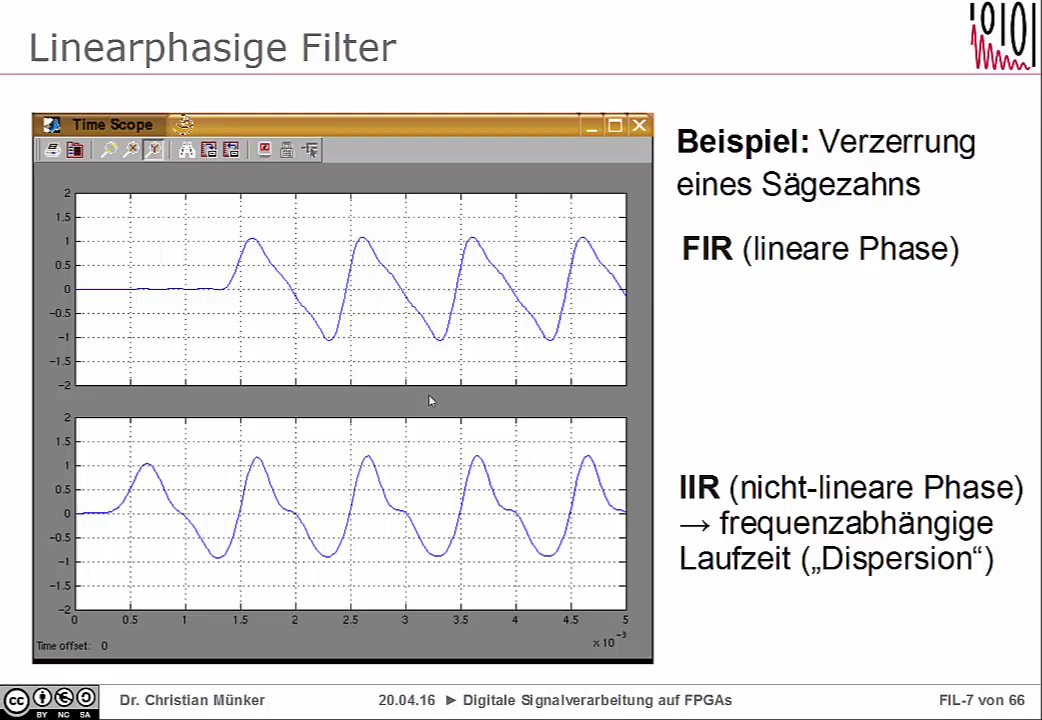 Linearphasige Filter
Time Scope
Beispiel: Verzerrung
eines Sägezahns
FIR (lineare Phase)
2
1.5
1
0.5
0
−0.5
−1
−1.5
−2
2
1.5
1
0.5
0
−0.5
−1
−1.5
−2
0 0.5 1 1.5 2 2.5 3 3.5 4 4.5 5
x 10⁻³
Time offset: 0
IIR (nicht-lineare Phase)
→ frequenzabhängige
Laufzeit („Dispersion“)
cc BY NC SA
Dr. Christian Münker
20.04.16 ► Digitale Signalverarbeitung auf FPGAs
FIL-7 von 66